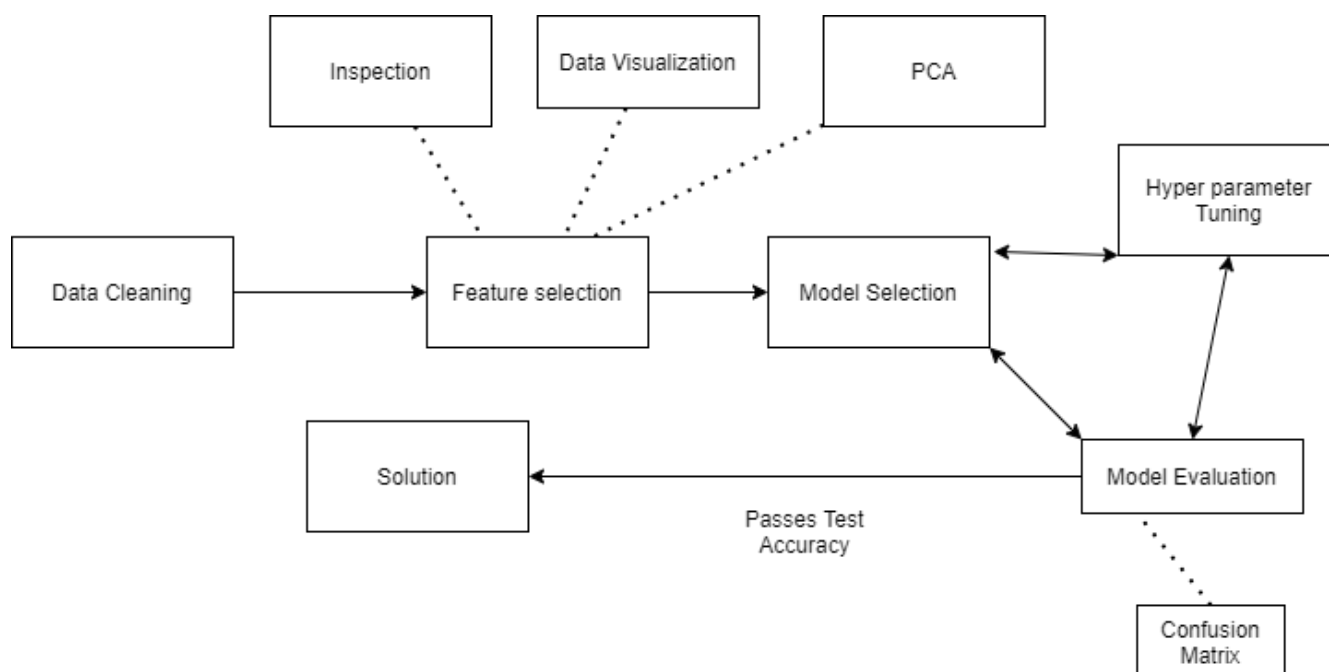 Inspection
Data Visualization
PCA
Hyper parameter
Tuning
Data Cleaning
Feature selection
Model Selection
Solution
Model Evaluation
Passes Test
Accuracy
Confusion
Matrix